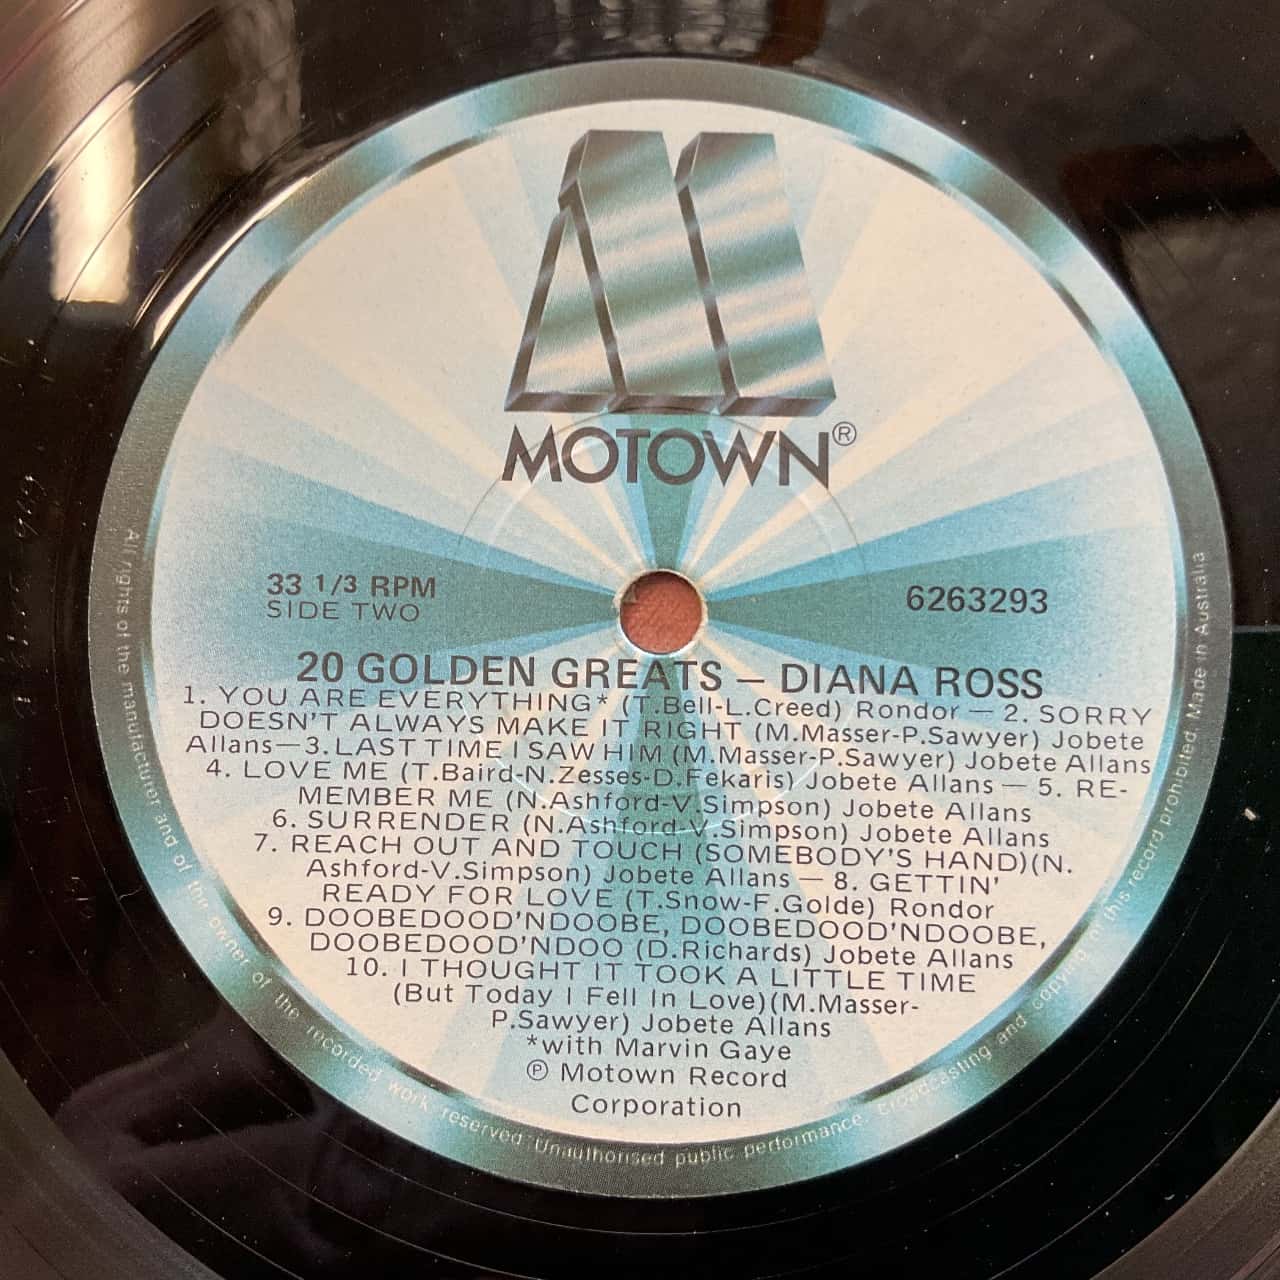 MOTOWN®
33 1/3 RPM
SIDE TWO
6263293
20 GOLDEN GREATS — DIANA ROSS
1. YOU ARE EVERYTHING* (T.Bell-L.Creed) Rondor — 2. SORRY
DOESN'T ALWAYS MAKE IT RIGHT (M.Masser-P.Sawyer) Jobete
Allans—3. LAST TIME I SAW HIM (M.Masser-P.Sawyer) Jobete Allans
4. LOVE ME (T.Baird-N.Zesses-D.Fekaris) Jobete Allans — 5. RE-
MEMBER ME (N.Ashford-V.Simpson) Jobete Allans
6. SURRENDER (N.Ashford-V.Simpson) Jobete Allans
7. REACH OUT AND TOUCH (SOMEBODY'S HAND)(N.
Ashford-V.Simpson) Jobete Allans — 8. GETTIN'
READY FOR LOVE (T.Snow-F.Golde) Rondor
9. DOOBEDOOD'NDOOBE, DOOBEDOOD'NDOOBE,
DOOBEDOOD'NDOO (D.Richards) Jobete Allans
10. I THOUGHT IT TOOK A LITTLE TIME
(But Today I Fell In Love)(M.Masser-
P.Sawyer) Jobete Allans
*with Marvin Gaye
℗ Motown Record
Corporation
All rights of the manufacturer and of the owner of the recorded work reserved. Unauthorised public performance broadcasting and copying of this record prohibited. Made in Australia